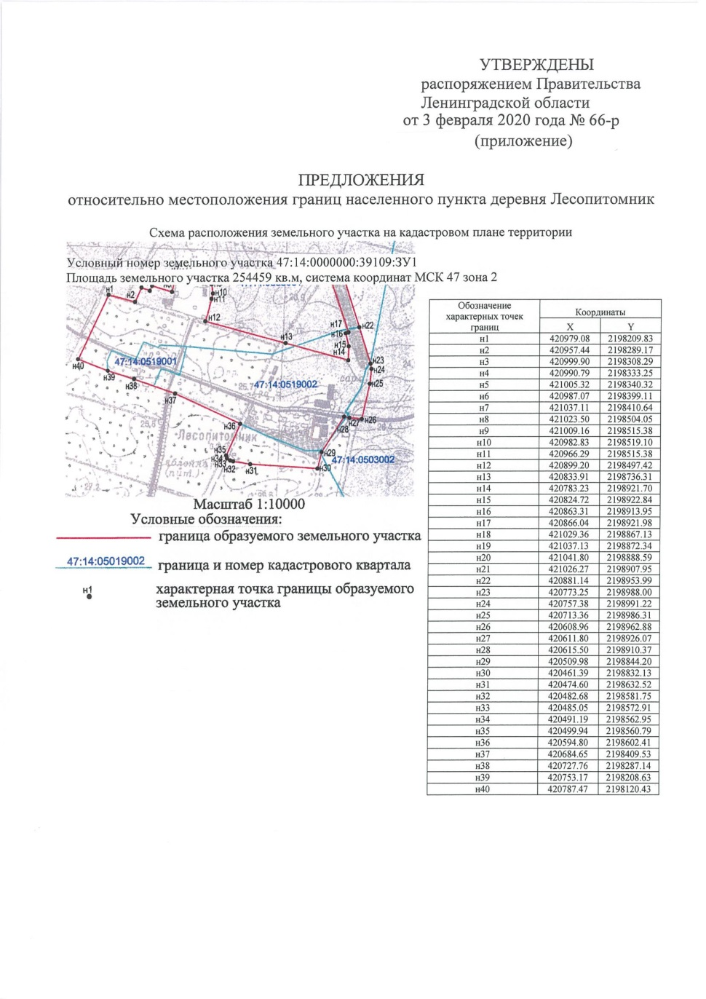 УТВЕРЖДЕНЫ
распоряжением Правительства
Ленинградской области
от 3 февраля 2020 года № 66-р
(приложение)
ПРЕДЛОЖЕНИЯ
относительно местоположения границ населенного пункта деревня Лесопитомник
Схема расположения земельного участка на кадастровом плане территории
Условный номер земельного участка 47:14:0000000:39109:ЗУ1
Площадь земельного участка 254459 кв.м, система координат МСК 47 зона 2
н1
н2
н10
н11
н12
н13
н17
н16
н15
н14
н22
н23
н24
н25
н26
н27
н28
н29
н30
н31
н32
н33
н34
н35
н36
н37
н38
н39
н40
47:14:0519001
47:14:0519002
47:14:0503002
Лесопитомник
Масштаб 1:10000
Условные обозначения:
граница образуемого земельного участка
47:14:05019002 граница и номер кадастрового квартала
н1 характерная точка границы образуемого
земельного участка
Обозначение
характерных точек
границ
Координаты
X Y
н1 420979.08 2198209.83
н2 420957.44 2198289.17
н3 420999.90 2198308.29
н4 420990.79 2198333.25
н5 421005.32 2198340.32
н6 420987.07 2198399.11
н7 421037.11 2198410.64
н8 421023.50 2198504.05
н9 421009.16 2198515.38
н10 420982.83 2198519.10
н11 420966.29 2198515.38
н12 420899.20 2198497.42
н13 420833.91 2198736.31
н14 420783.23 2198921.70
н15 420824.72 2198922.84
н16 420863.31 2198913.95
н17 420866.04 2198921.98
н18 421029.36 2198867.13
н19 421037.13 2198872.34
н20 421041.80 2198888.59
н21 421026.27 2198907.95
н22 420881.14 2198953.99
н23 420773.25 2198988.00
н24 420757.38 2198991.22
н25 420713.36 2198986.31
н26 420608.96 2198962.88
н27 420611.80 2198926.07
н28 420615.50 2198910.37
н29 420509.98 2198844.20
н30 420461.39 2198832.13
н31 420474.60 2198632.52
н32 420482.68 2198581.75
н33 420485.05 2198572.91
н34 420491.19 2198562.95
н35 420499.94 2198560.79
н36 420594.80 2198602.41
н37 420684.65 2198409.53
н38 420727.76 2198287.14
н39 420753.17 2198208.63
н40 420787.47 2198120.43